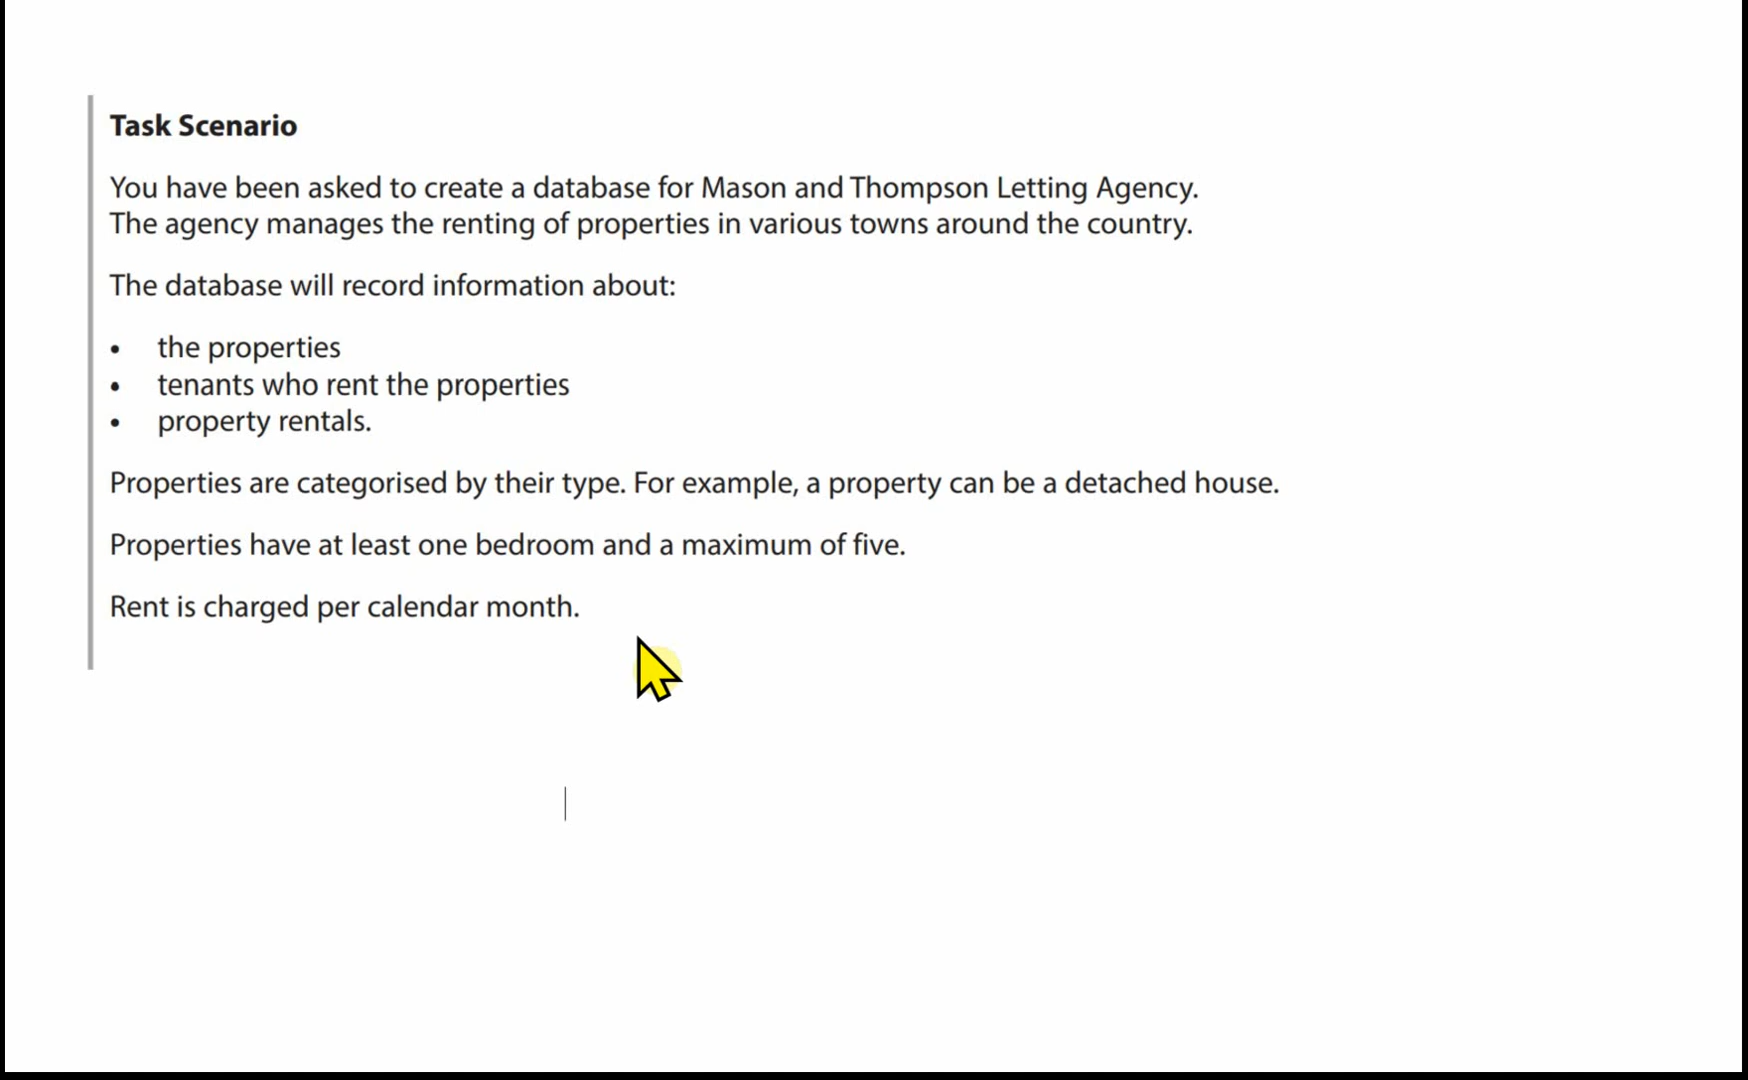 Task Scenario
You have been asked to create a database for Mason and Thompson Letting Agency.
The agency manages the renting of properties in various towns around the country.
The database will record information about:
• the properties
• tenants who rent the properties
• property rentals.
Properties are categorised by their type. For example, a property can be a detached house.
Properties have at least one bedroom and a maximum of five.
Rent is charged per calendar month.